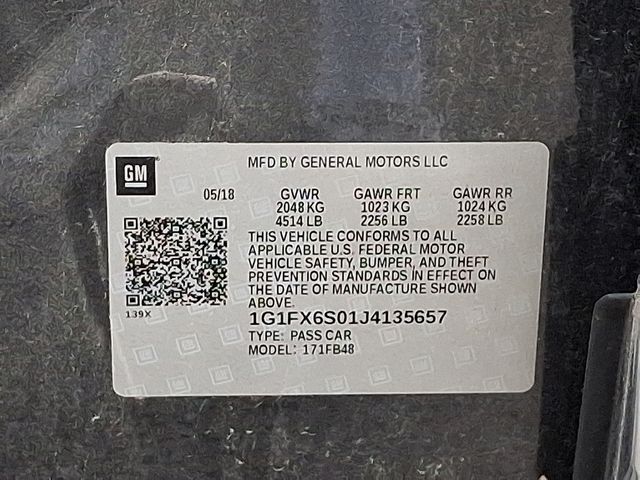 GM
MFD BY GENERAL MOTORS LLC
05/18 GVWR GAWR FRT GAWR RR
2048 KG 1023 KG 1024 KG
4514 LB 2256 LB 2258 LB
THIS VEHICLE CONFORMS TO ALL
APPLICABLE U.S. FEDERAL MOTOR
VEHICLE SAFETY, BUMPER, AND THEFT
PREVENTION STANDARDS IN EFFECT ON
THE DATE OF MANUFACTURE SHOWN
ABOVE.
139X
1G1FX6S01J4135657
TYPE: PASS CAR
MODEL: 171FB48